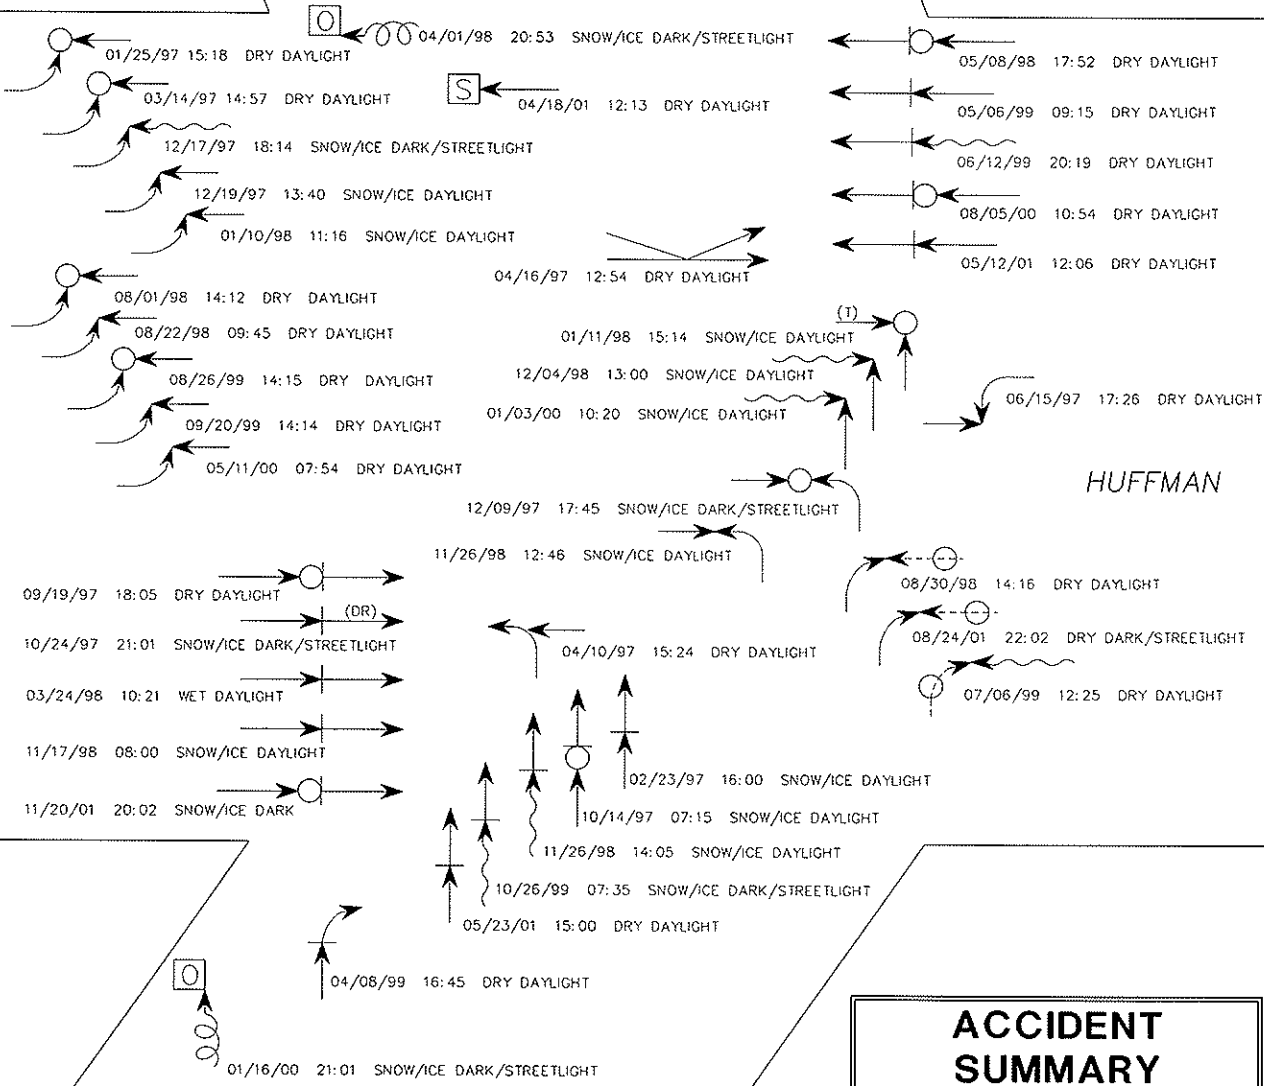 O
04/01/98 20:53 SNOW/ICE DARK/STREETLIGHT
01/25/97 15:18 DRY DAYLIGHT
05/08/98 17:52 DRY DAYLIGHT
03/14/97 14:57 DRY DAYLIGHT
S
04/18/01 12:13 DRY DAYLIGHT
05/06/99 09:15 DRY DAYLIGHT
12/17/97 18:14 SNOW/ICE DARK/STREETLIGHT
06/12/99 20:19 DRY DAYLIGHT
12/19/97 13:40 SNOW/ICE DAYLIGHT
08/05/00 10:54 DRY DAYLIGHT
01/10/98 11:16 SNOW/ICE DAYLIGHT
05/12/01 12:06 DRY DAYLIGHT
04/16/97 12:54 DRY DAYLIGHT
08/01/98 14:12 DRY DAYLIGHT
(T)
08/22/98 09:45 DRY DAYLIGHT
01/11/98 15:14 SNOW/ICE DAYLIGHT
08/26/99 14:15 DRY DAYLIGHT
12/04/98 13:00 SNOW/ICE DAYLIGHT
06/15/97 17:26 DRY DAYLIGHT
01/03/00 10:20 SNOW/ICE DAYLIGHT
09/20/99 14:14 DRY DAYLIGHT
05/11/00 07:54 DRY DAYLIGHT
HUFFMAN
12/09/97 17:45 SNOW/ICE DARK/STREETLIGHT
11/26/98 12:46 SNOW/ICE DAYLIGHT
08/30/98 14:16 DRY DAYLIGHT
09/19/97 18:05 DRY DAYLIGHT
(DR)
08/24/01 22:02 DRY DARK/STREETLIGHT
10/24/97 21:01 SNOW/ICE DARK/STREETLIGHT
04/10/97 15:24 DRY DAYLIGHT
03/24/98 10:21 WET DAYLIGHT
07/06/99 12:25 DRY DAYLIGHT
11/17/98 08:00 SNOW/ICE DAYLIGHT
02/23/97 16:00 SNOW/ICE DAYLIGHT
11/20/01 20:02 SNOW/ICE DARK
10/14/97 07:15 SNOW/ICE DAYLIGHT
11/26/98 14:05 SNOW/ICE DAYLIGHT
10/26/99 07:35 SNOW/ICE DARK/STREETLIGHT
05/23/01 15:00 DRY DAYLIGHT
04/08/99 16:45 DRY DAYLIGHT
O
01/16/00 21:01 SNOW/ICE DARK/STREETLIGHT
ACCIDENT
SUMMARY